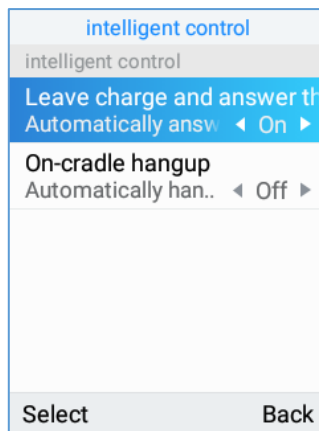 intelligent control
intelligent control
Leave charge and answer th
Automatically answ On
On-cradle hangup
Automatically han.. Off
Select Back